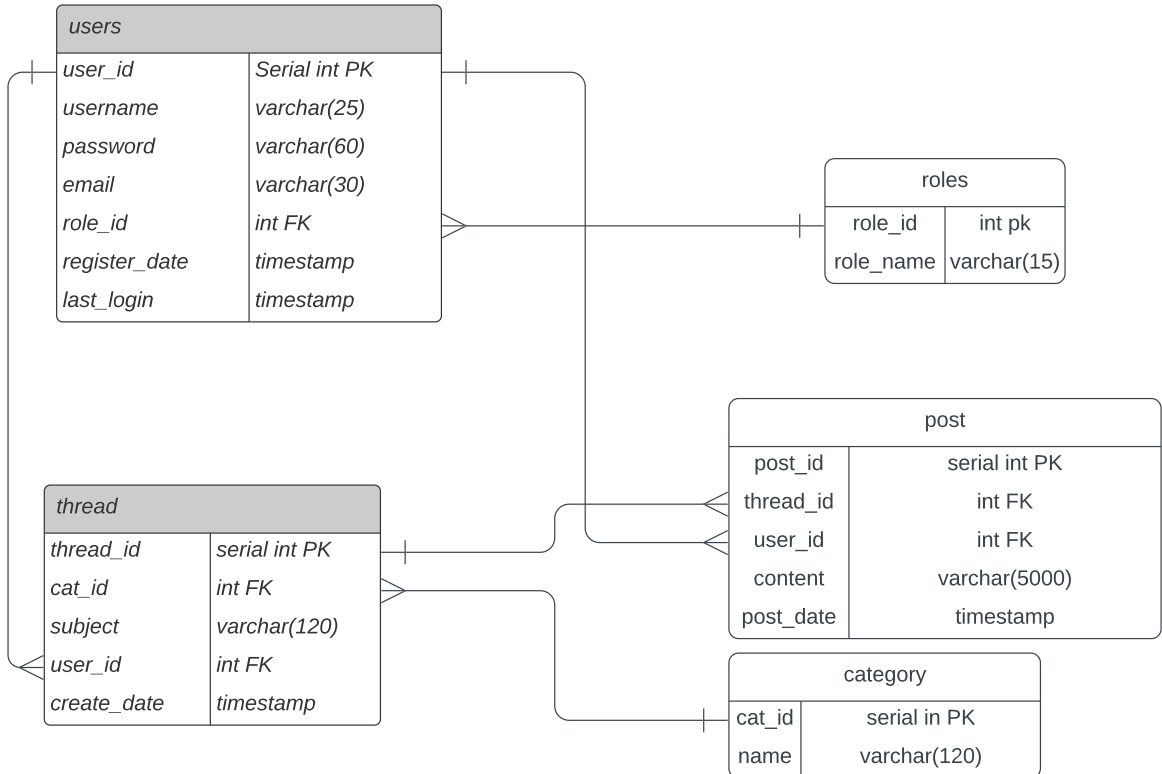 users
user_id Serial int PK
username varchar(25)
password varchar(60)
email varchar(30)
role_id int FK
register_date timestamp
last_login timestamp
roles
role_id int pk
role_name varchar(15)
post
post_id serial int PK
thread_id int FK
user_id int FK
content varchar(5000)
post_date timestamp
thread
thread_id serial int PK
cat_id int FK
subject varchar(120)
user_id int FK
create_date timestamp
category
cat_id serial in PK
name varchar(120)